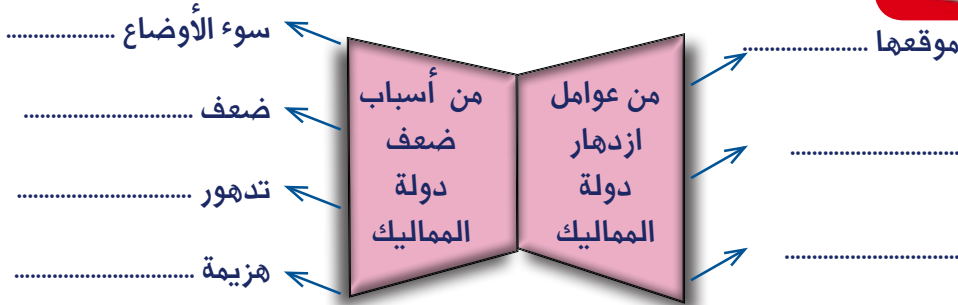 موقعها ......................
..............................
..............................
من عوامل
ازدهار
دولة
المماليك
من أسباب
ضعف
دولة
المماليك
سوء الأوضاع ...................
ضعف ..............................
تدهور ..............................
هزيمة ...............................